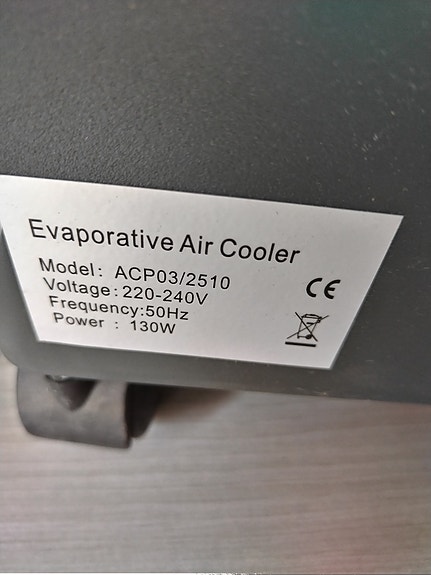 Evaporative Air Cooler
Model: ACP03/2510
Voltage:220-240V
Frequency:50Hz
Power : 130W
CE